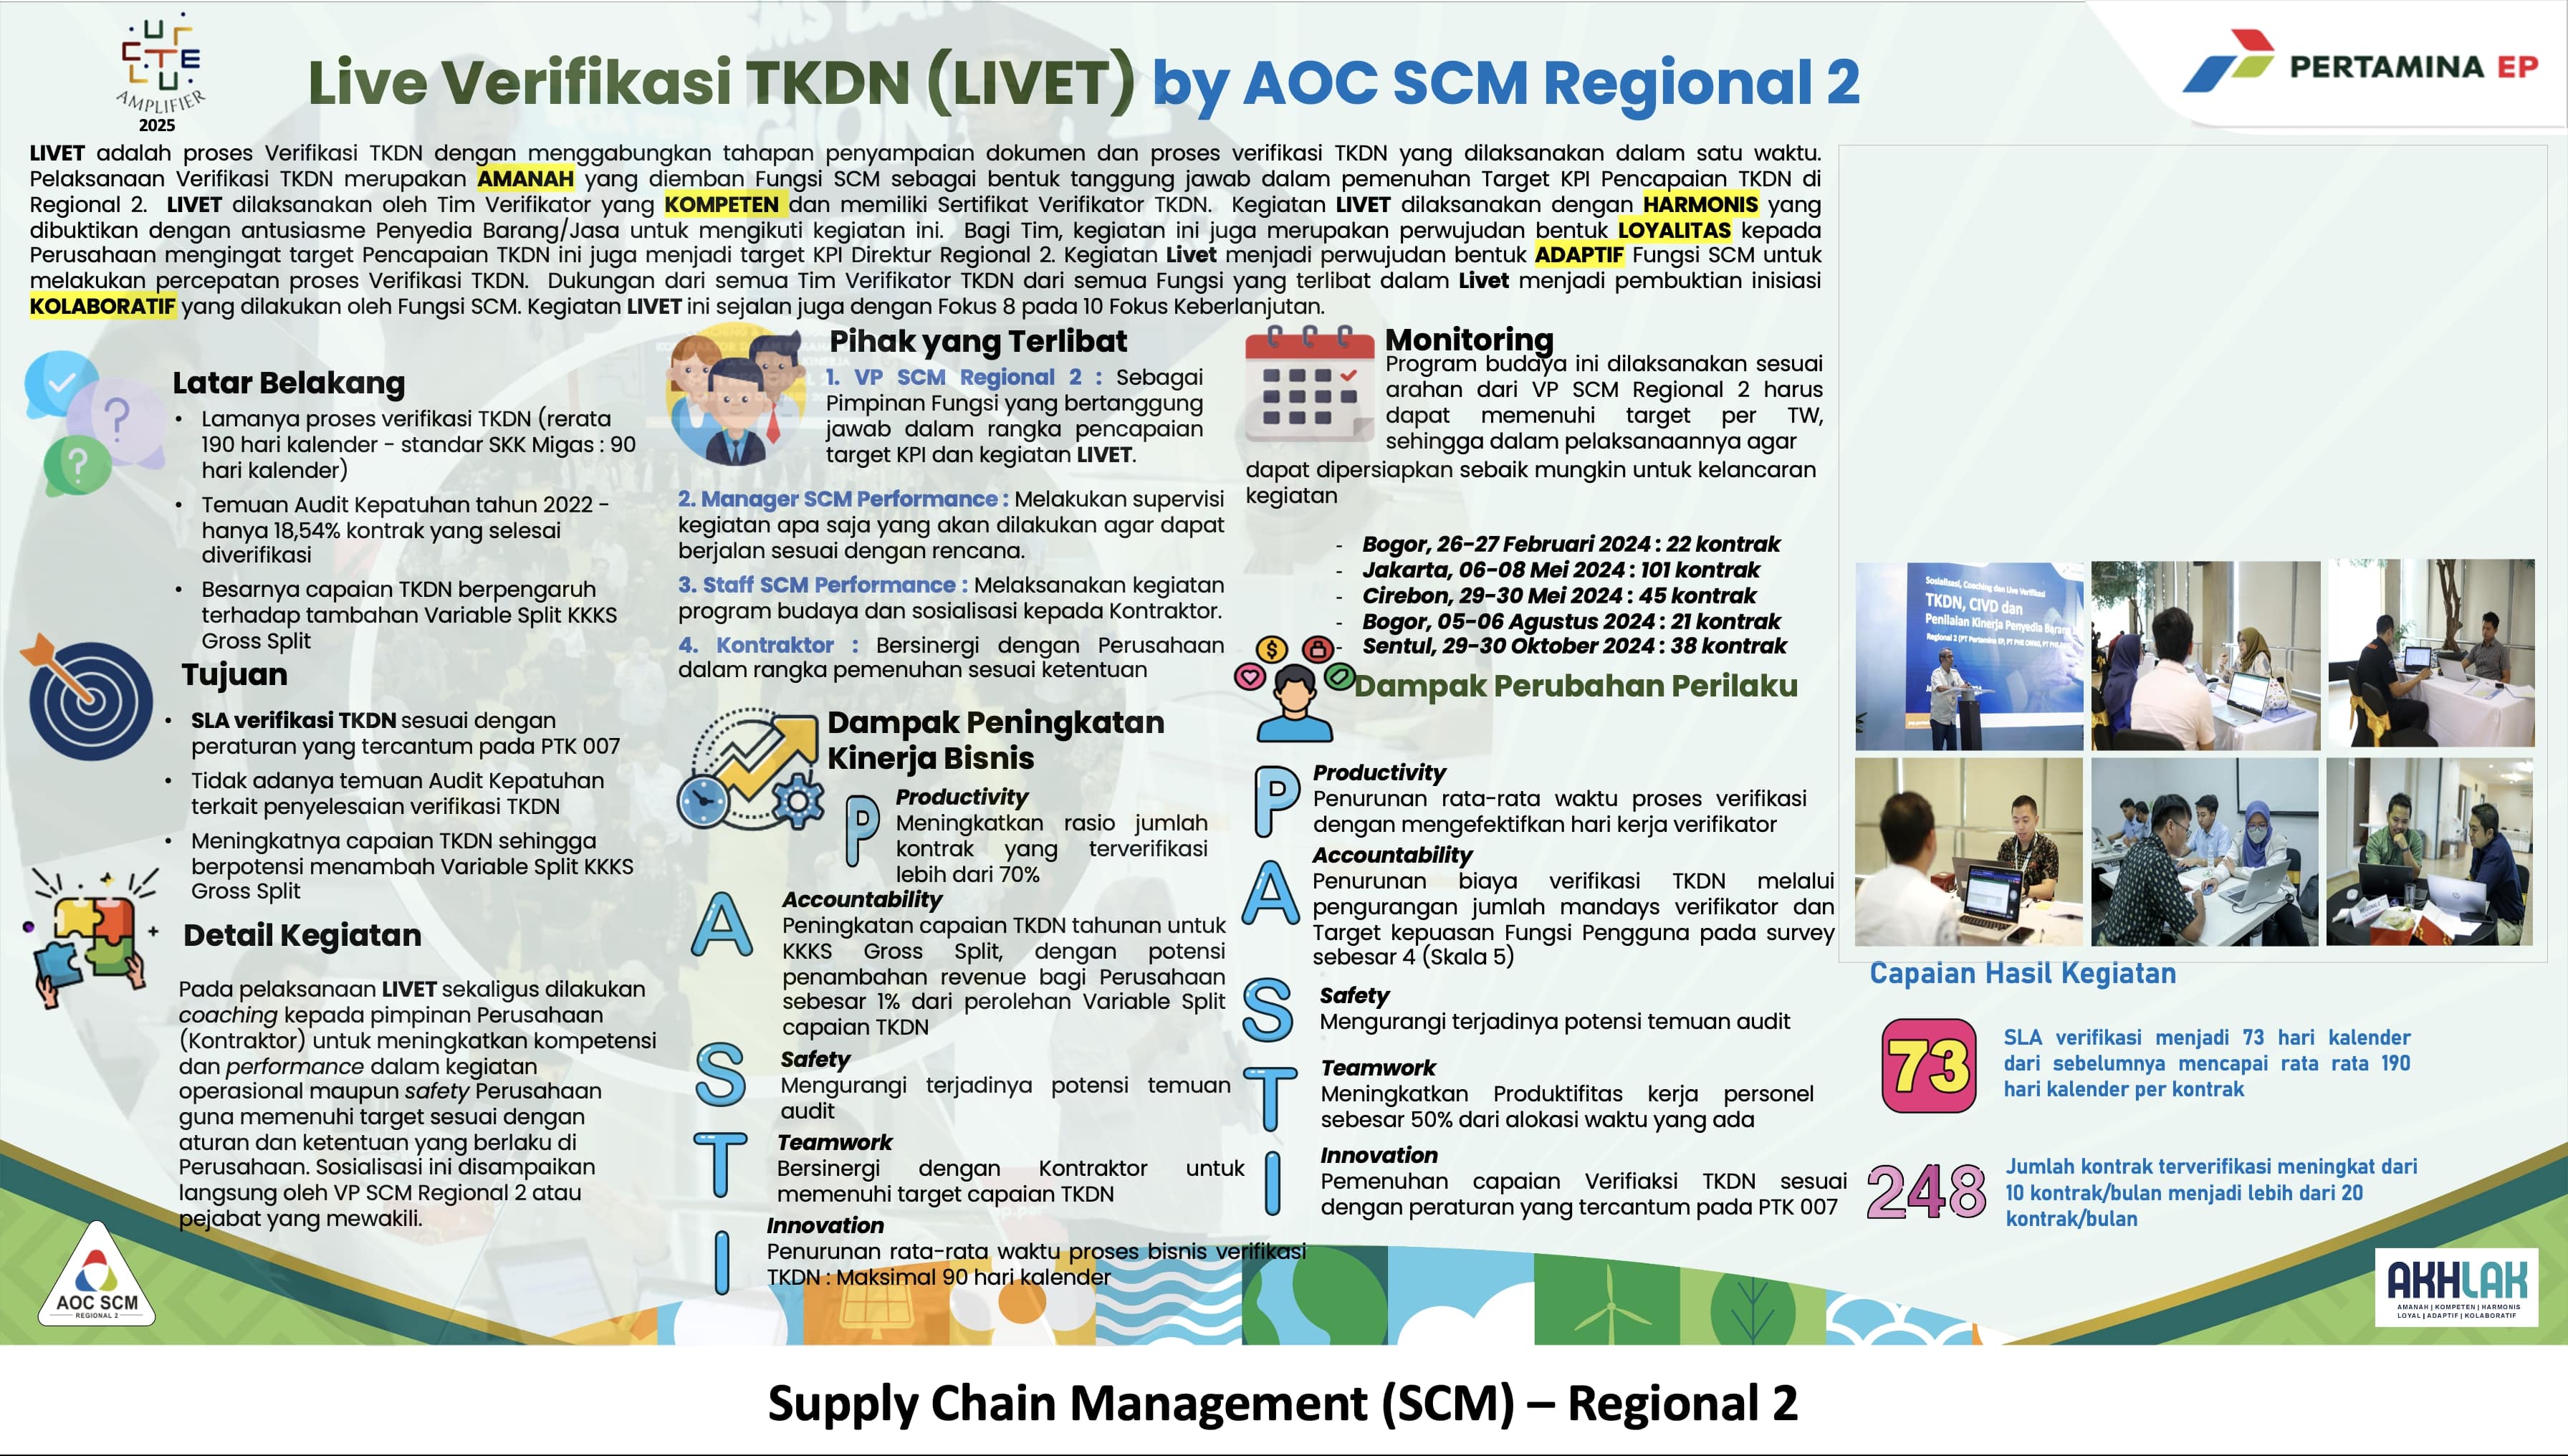 CULTURE
AMPLIFIER
2025
Live Verifikasi TKDN (LIVET) by AOC SCM Regional 2
PERTAMINA EP
LIVET adalah proses Verifikasi TKDN dengan menggabungkan tahapan penyampaian dokumen dan proses verifikasi TKDN yang dilaksanakan dalam satu waktu.
Pelaksanaan Verifikasi TKDN merupakan AMANAH yang diemban Fungsi SCM sebagai bentuk tanggung jawab dalam pemenuhan Target KPI Pencapaian TKDN di
Regional 2. LIVET dilaksanakan oleh Tim Verifikator yang KOMPETEN dan memiliki Sertifikat Verifikator TKDN. Kegiatan LIVET dilaksanakan dengan HARMONIS yang
dibuktikan dengan antusiasme Penyedia Barang/Jasa untuk mengikuti kegiatan ini. Bagi Tim, kegiatan ini juga merupakan perwujudan bentuk LOYALITAS kepada
Perusahaan mengingat target Pencapaian TKDN ini juga menjadi target KPI Direktur Regional 2. Kegiatan Livet menjadi perwujudan bentuk ADAPTIF Fungsi SCM untuk
melakukan percepatan proses Verifikasi TKDN. Dukungan dari semua Tim Verifikator TKDN dari semua Fungsi yang terlibat dalam Livet menjadi pembuktian inisiasi
KOLABORATIF yang dilakukan oleh Fungsi SCM. Kegiatan LIVET ini sejalan juga dengan Fokus 8 pada 10 Fokus Keberlanjutan.
Latar Belakang
• Lamanya proses verifikasi TKDN (rerata
190 hari kalender - standar SKK Migas : 90
hari kalender)
• Temuan Audit Kepatuhan tahun 2022 -
hanya 18,54% kontrak yang selesai
diverifikasi
• Besarnya capaian TKDN berpengaruh
terhadap tambahan Variable Split KKKS
Gross Split
Tujuan
• SLA verifikasi TKDN sesuai dengan
peraturan yang tercantum pada PTK 007
• Tidak adanya temuan Audit Kepatuhan
terkait penyelesaian verifikasi TKDN
• Meningkatnya capaian TKDN sehingga
berpotensi menambah Variable Split KKKS
Gross Split
Detail Kegiatan
Pada pelaksanaan LIVET sekaligus dilakukan
coaching kepada pimpinan Perusahaan
(Kontraktor) untuk meningkatkan kompetensi
dan performance dalam kegiatan
operasional maupun safety Perusahaan
guna memenuhi target sesuai dengan
aturan dan ketentuan yang berlaku di
Perusahaan. Sosialisasi ini disampaikan
langsung oleh VP SCM Regional 2 atau
pejabat yang mewakili.
AOC SCM
REGIONAL 2
Pihak yang Terlibat
1. VP SCM Regional 2 : Sebagai
Pimpinan Fungsi yang bertanggung
jawab dalam rangka pencapaian
target KPI dan kegiatan LIVET.
2. Manager SCM Performance : Melakukan supervisi
kegiatan apa saja yang akan dilakukan agar dapat
berjalan sesuai dengan rencana.
3. Staff SCM Performance : Melaksanakan kegiatan
program budaya dan sosialisasi kepada Kontraktor.
4. Kontraktor : Bersinergi dengan Perusahaan
dalam rangka pemenuhan sesuai ketentuan
Dampak Peningkatan
Kinerja Bisnis
P
Productivity
Meningkatkan rasio jumlah
kontrak yang terverifikasi
lebih dari 70%
A
Accountability
Peningkatan capaian TKDN tahunan untuk
KKKS Gross Split, dengan potensi
penambahan revenue bagi Perusahaan
sebesar 1% dari perolehan Variable Split
capaian TKDN
S
Safety
Mengurangi terjadinya potensi temuan
audit
T
Teamwork
Bersinergi dengan Kontraktor untuk
memenuhi target capaian TKDN
I
Innovation
Penurunan rata-rata waktu proses bisnis verifikasi
TKDN : Maksimal 90 hari kalender
Monitoring
Program budaya ini dilaksanakan sesuai
arahan dari VP SCM Regional 2 harus
dapat memenuhi target per TW,
sehingga dalam pelaksanaannya agar
dapat dipersiapkan sebaik mungkin untuk kelancaran
kegiatan
- Bogor, 26-27 Februari 2024 : 22 kontrak
- Jakarta, 06-08 Mei 2024 : 101 kontrak
- Cirebon, 29-30 Mei 2024 : 45 kontrak
- Bogor, 05-06 Agustus 2024 : 21 kontrak
- Sentul, 29-30 Oktober 2024 : 38 kontrak
Dampak Perubahan Perilaku
P
Productivity
Penurunan rata-rata waktu proses verifikasi
dengan mengefektifkan hari kerja verifikator
A
Accountability
Penurunan biaya verifikasi TKDN melalui
pengurangan jumlah mandays verifikator dan
Target kepuasan Fungsi Pengguna pada survey
sebesar 4 (Skala 5)
S
Safety
Mengurangi terjadinya potensi temuan audit
T
Teamwork
Meningkatkan Produktifitas kerja personel
sebesar 50% dari alokasi waktu yang ada
I
Innovation
Pemenuhan capaian Verifiaksi TKDN sesuai
dengan peraturan yang tercantum pada PTK 007
Sosialisasi, Coaching dan Live Verifikasi
TKDN, CIVD dan
Penilaian Kinerja Penyedia Barang
Capaian Hasil Kegiatan
73
SLA verifikasi menjadi 73 hari kalender
dari sebelumnya mencapai rata rata 190
hari kalender per kontrak
248
Jumlah kontrak terverifikasi meningkat dari
10 kontrak/bulan menjadi lebih dari 20
kontrak/bulan
AKHLAK
AMANAH | KOMPETEN | HARMONIS
LOYAL | ADAPTIF | KOLABORATIF
Supply Chain Management (SCM) – Regional 2